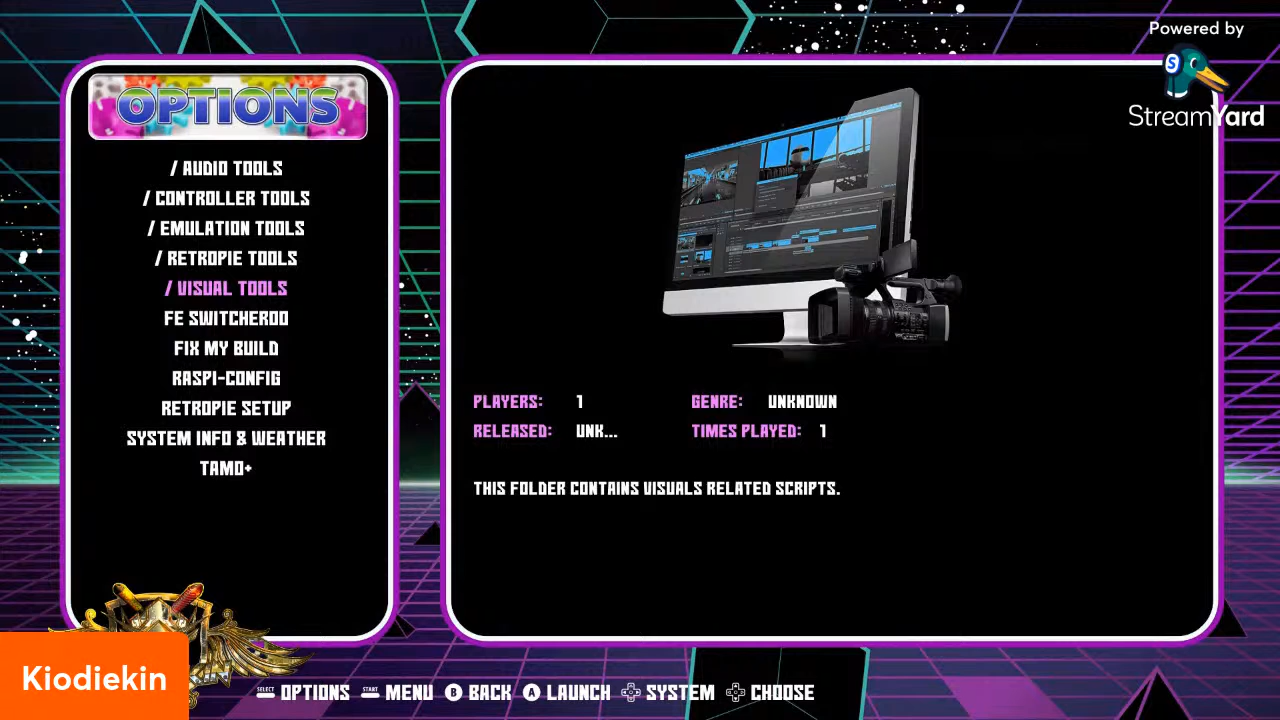 Powered by
StreamYard
OPTIONS
/ AUDIO TOOLS
/ CONTROLLER TOOLS
/ EMULATION TOOLS
/ RETROPIE TOOLS
/ VISUAL TOOLS
FE SWITCHEROO
FIX MY BUILD
RASPI-CONFIG
RETROPIE SETUP
SYSTEM INFO & WEATHER
TAMO+
PLAYERS: 1 GENRE: UNKNOWN
RELEASED: UNK... TIMES PLAYED: 1
THIS FOLDER CONTAINS VISUALS RELATED SCRIPTS.
Kiodiekin
SELECT OPTIONS START MENU B BACK A LAUNCH SYSTEM CHOOSE